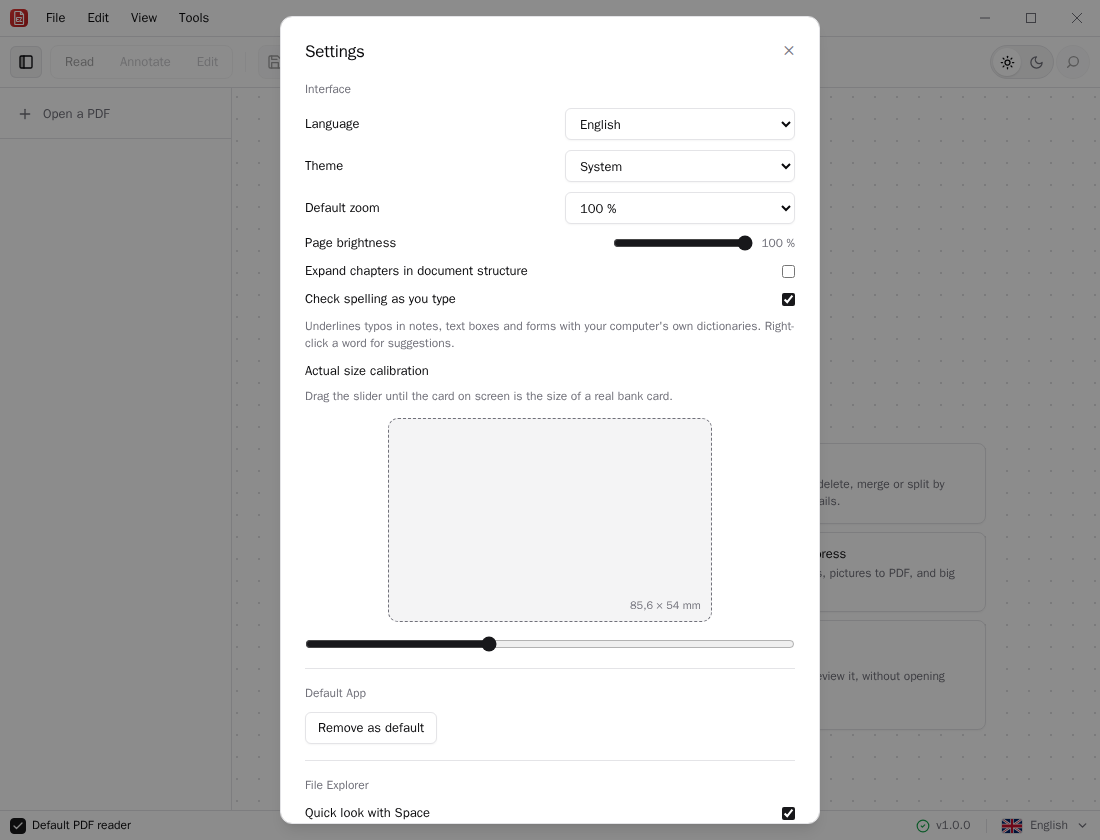 File Edit View Tools
Read Annotate Edit
Open a PDF
Settings
Interface
Language English
Theme System
Default zoom 100 %
Page brightness 100 %
Expand chapters in document structure
Check spelling as you type
Underlines typos in notes, text boxes and forms with your computer's own dictionaries. Right-
click a word for suggestions.
Actual size calibration
Drag the slider until the card on screen is the size of a real bank card.
85,6 × 54 mm
Default App
Remove as default
File Explorer
Quick look with Space
delete, merge or split by
s, pictures to PDF, and big
eview it, without opening
Default PDF reader
v1.0.0
English